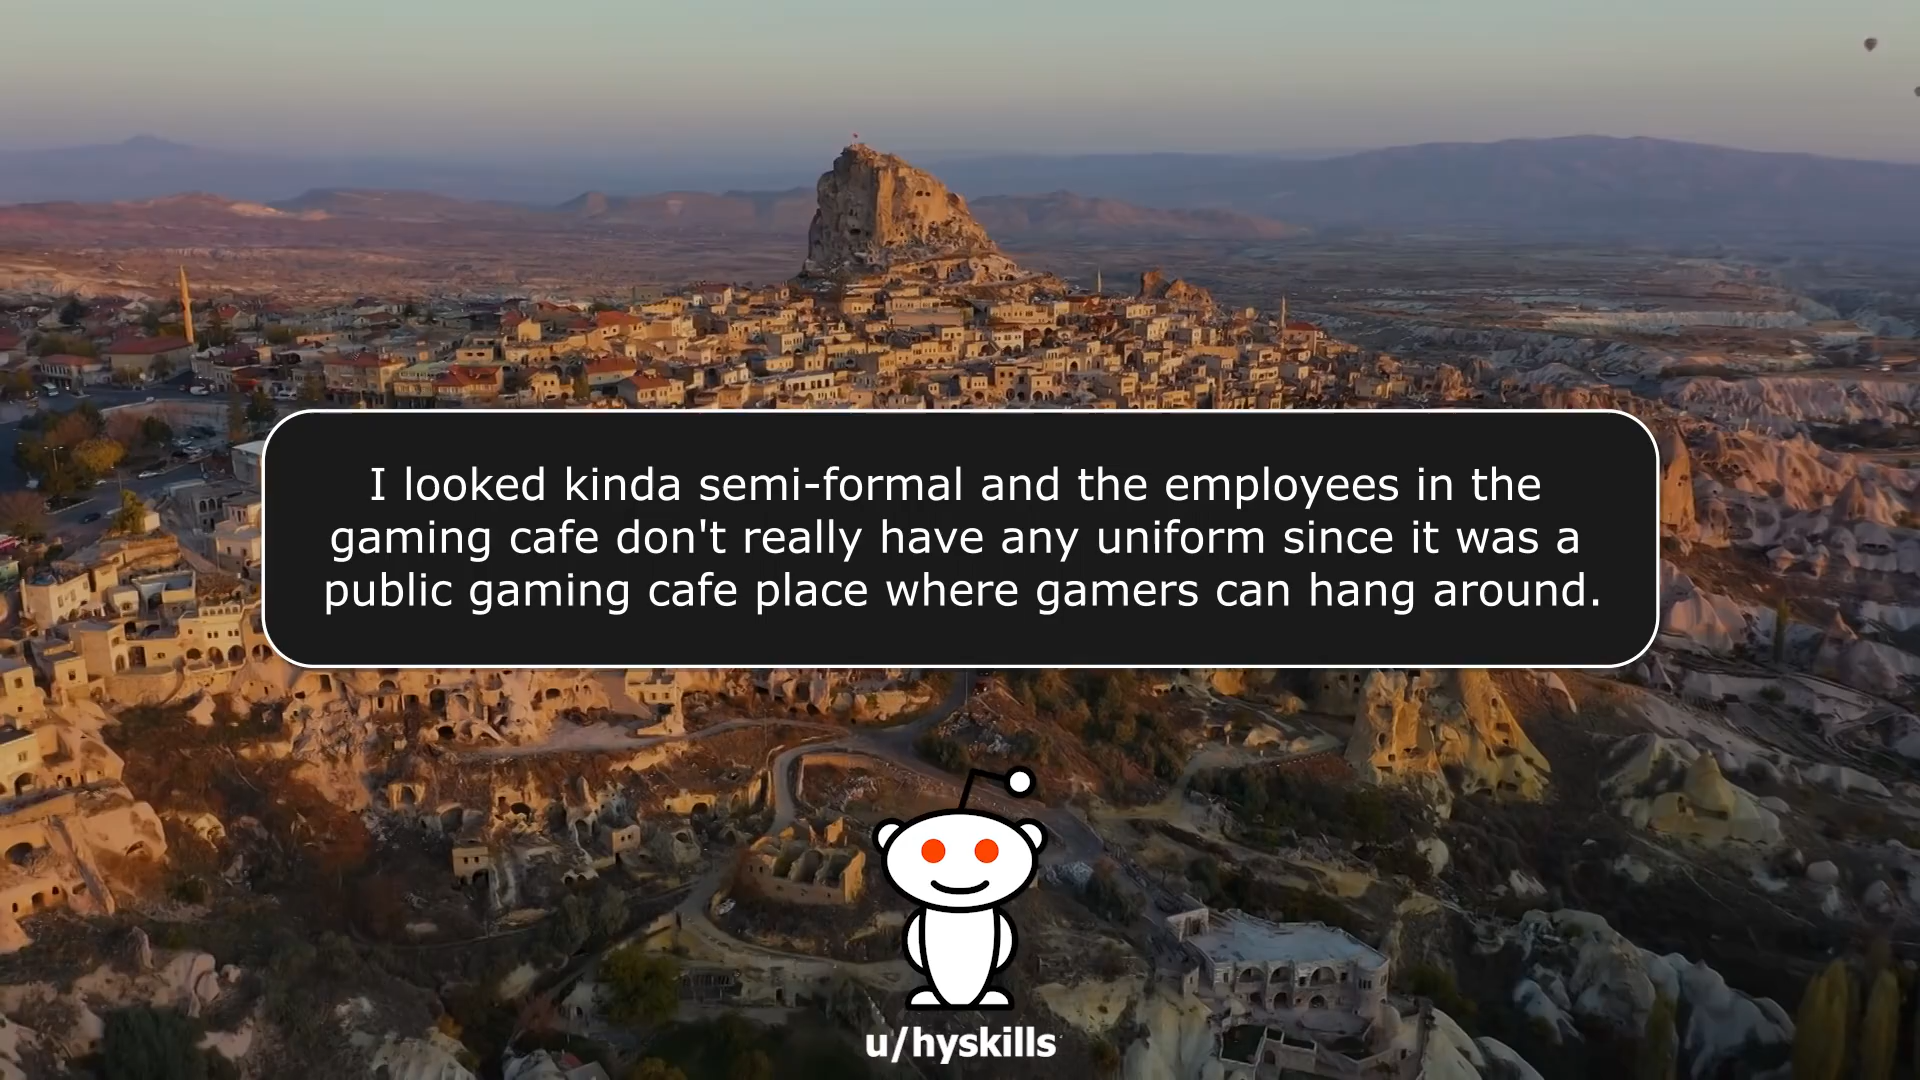 I looked kinda semi-formal and the employees in the
gaming cafe don't really have any uniform since it was a
public gaming cafe place where gamers can hang around.
u/hyskills